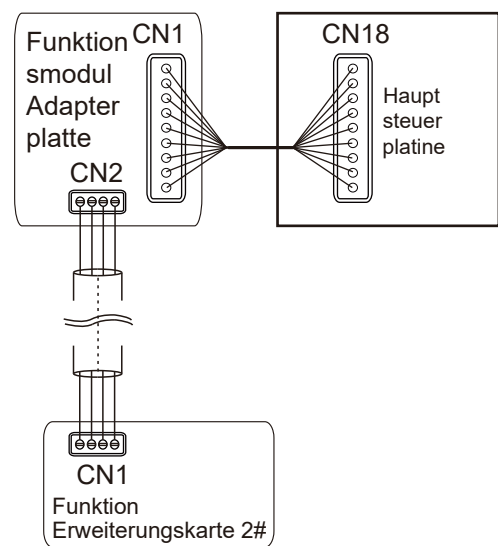 Funktion
smodul
Adapter
platte
CN1
CN2
CN18
Haupt
steuer
platine
CN1
Funktion
Erweiterungskarte 2#